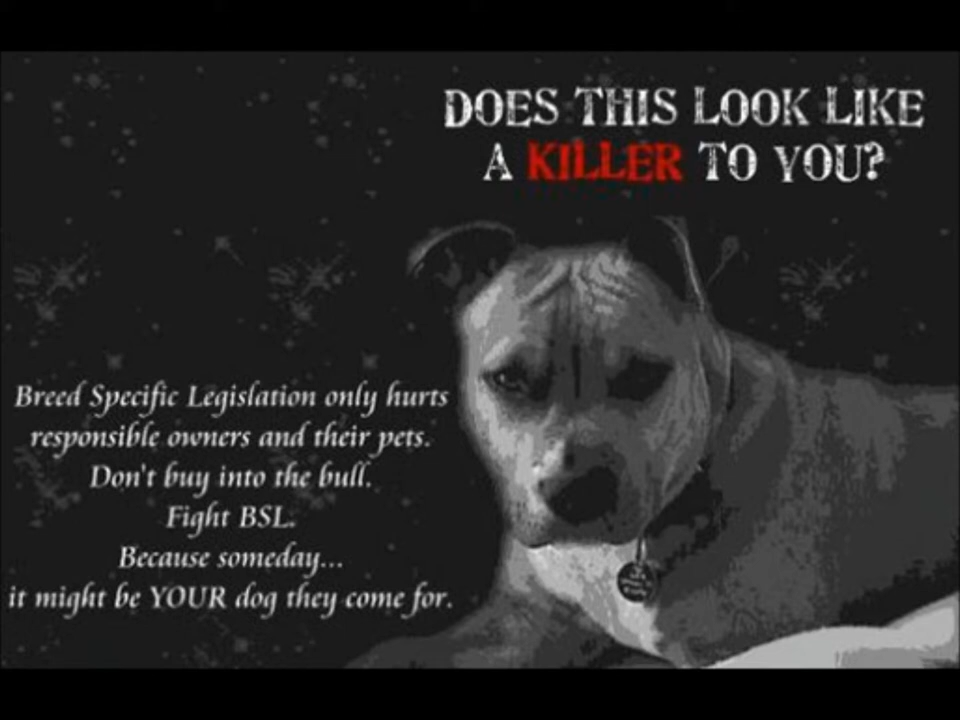 DOES THIS LOOK LIKE
A KILLER TO YOU?
Breed Specific Legislation only hurts
responsible owners and their pets.
Don't buy into the bull.
Fight BSL.
Because someday...
it might be YOUR dog they come for.